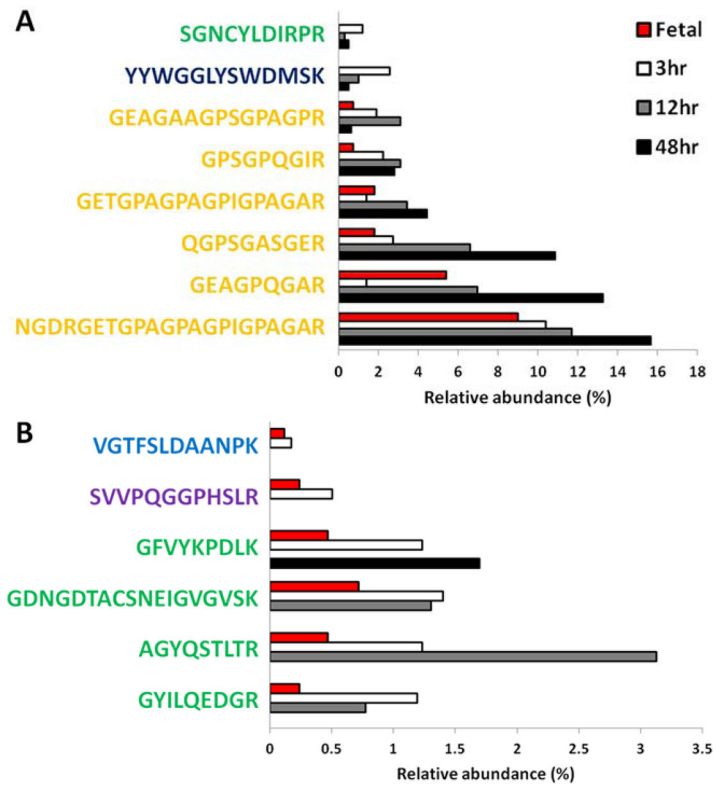 A
SGNCYLDIRPR
YYWGGLYSWDMSK
GEAGAAGPSGPAGPR
GPSGPQGIR
GETGPAGPAGPIGPAGAR
QGPSGASGER
GEAGPQGAR
NGDRGETGPAGPAGPIGPAGAR
Fetal
3hr
12hr
48hr
0 2 4 6 8 10 12 14 16 18
Relative abundance (%)
B
VGTFSLDAANPK
SVVPQGGPHSLR
GFVYKPDLK
GDNGDTACSNEIGVGVSK
AGYQSTLTR
GYILQEDGR
0 0.5 1 1.5 2 2.5 3 3.5
Relative abundance (%)